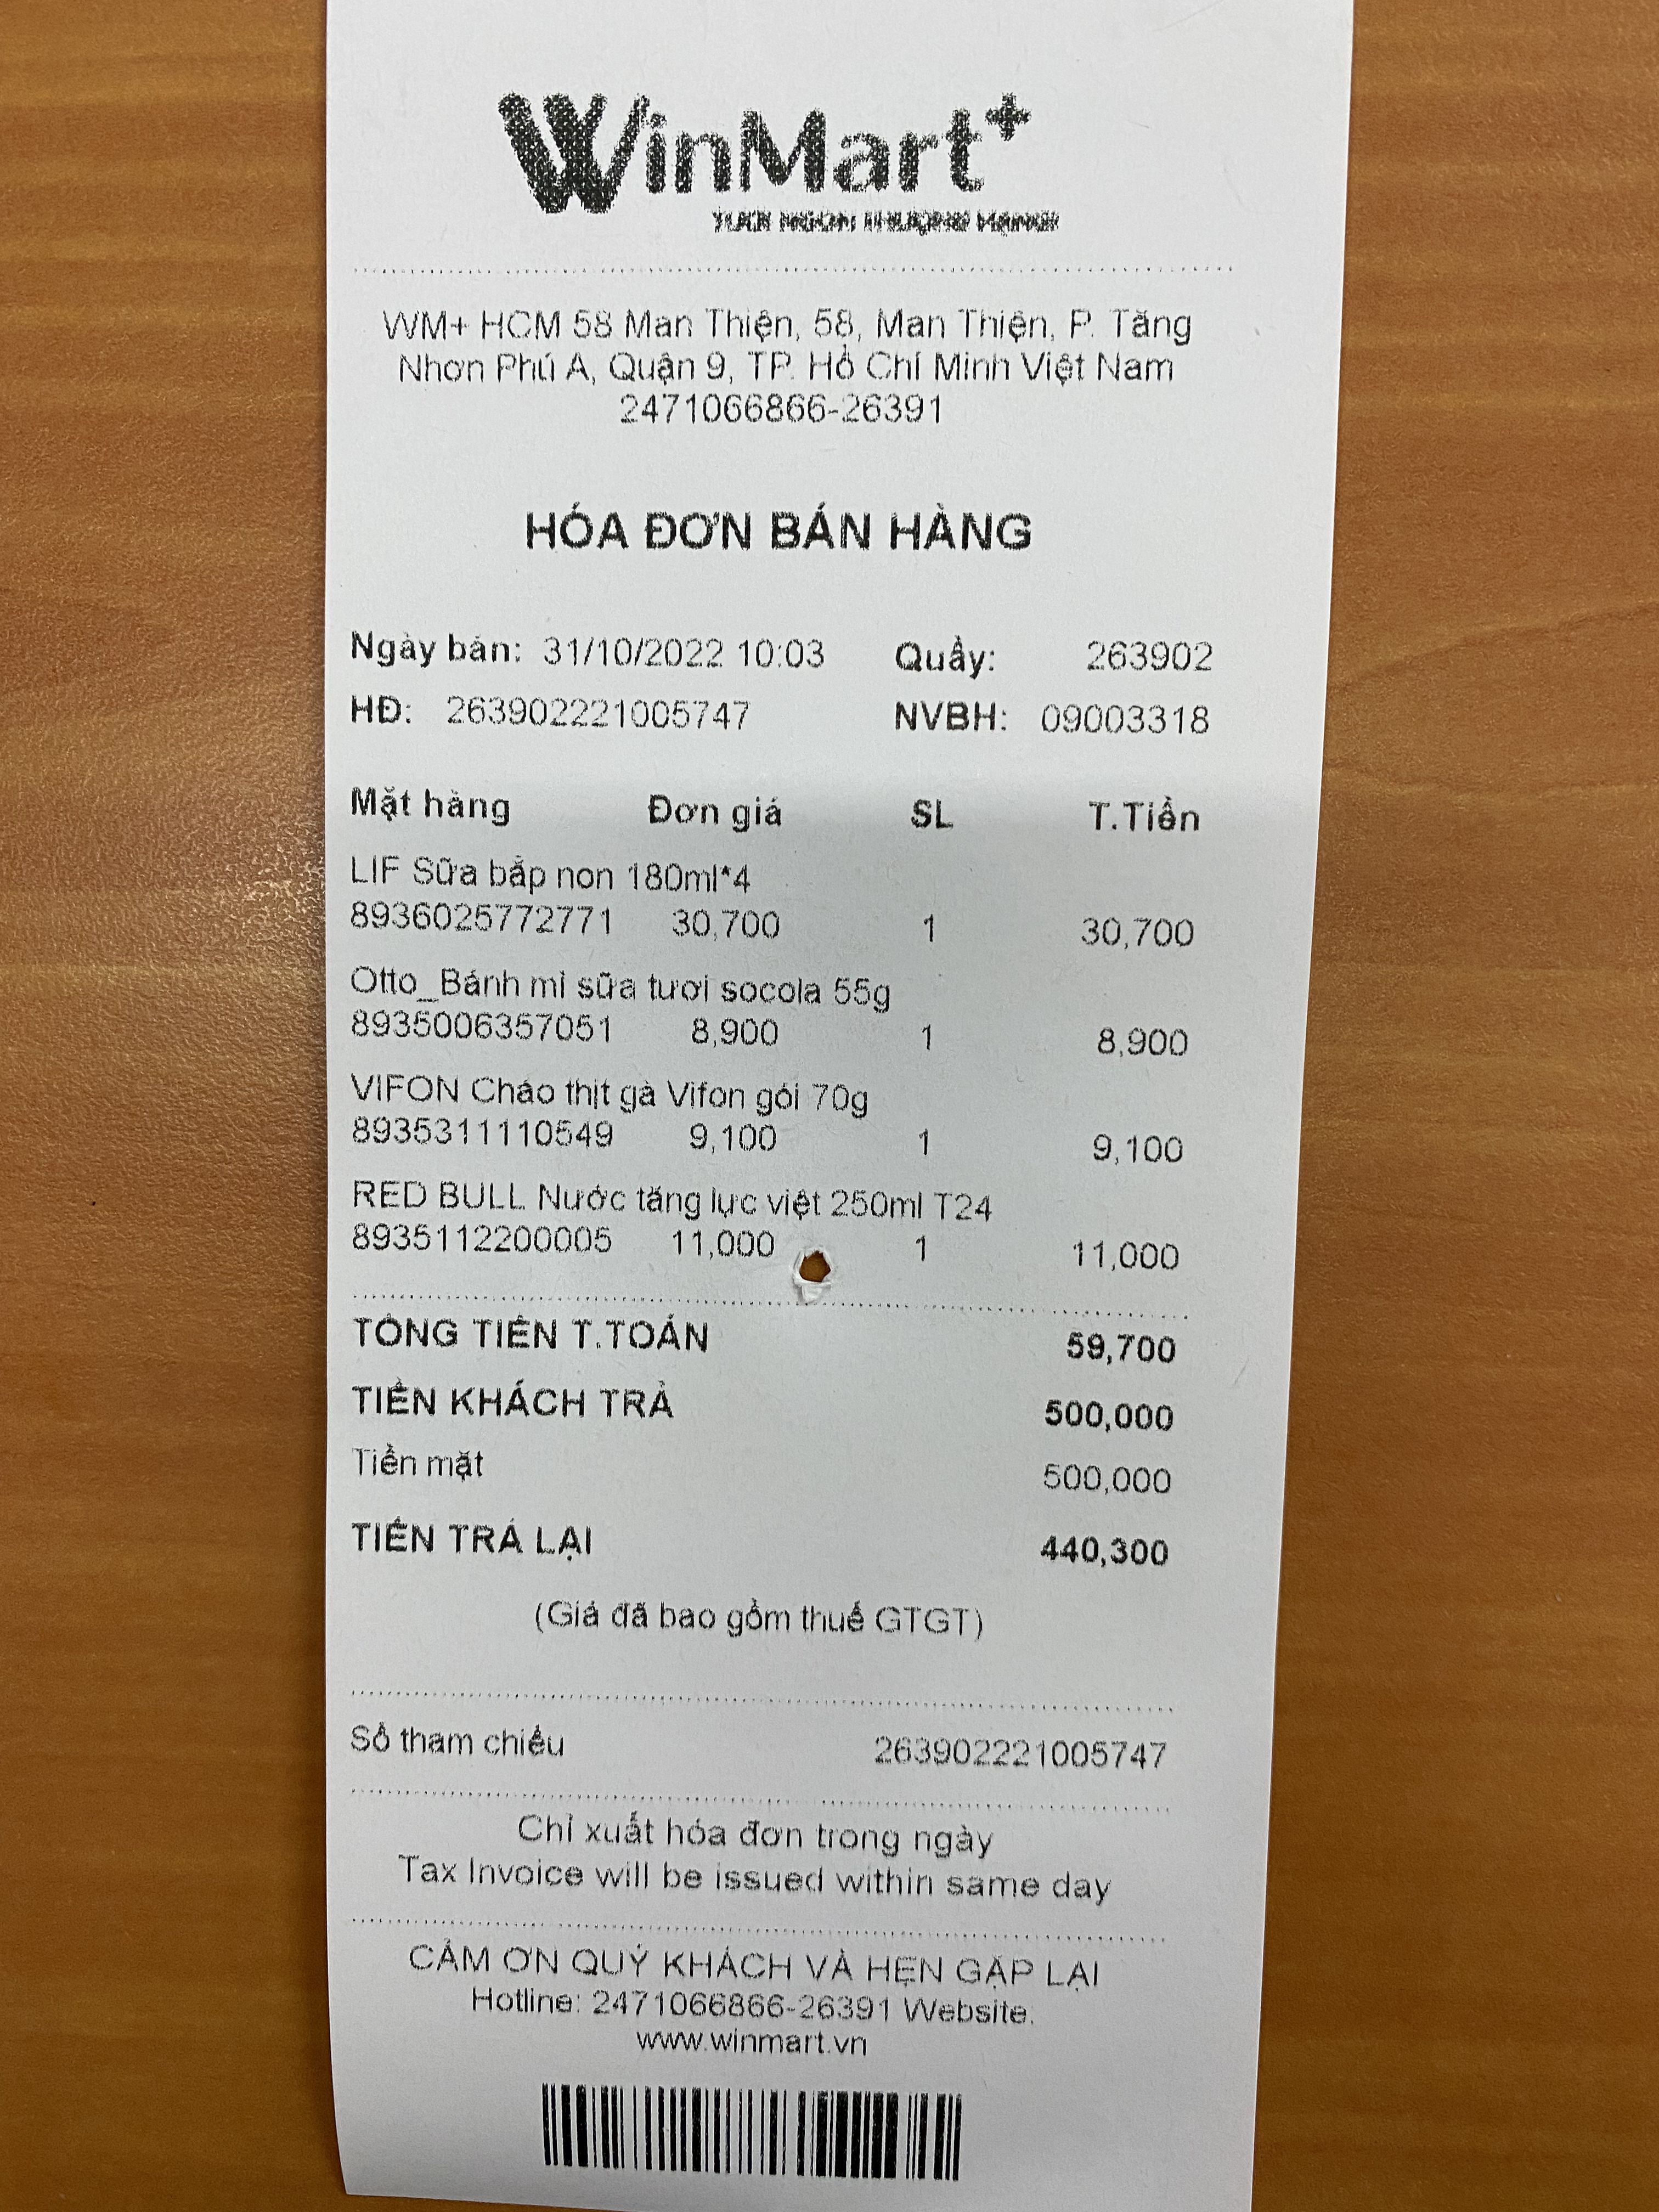 WinMart+
TƯƠI NGON THƯỢNG HẠNG
WM+ HCM 58 Man Thiện, 58, Man Thiện, P. Tăng
Nhơn Phú A, Quận 9, TP. Hồ Chí Minh Việt Nam
2471066866-26391
HÓA ĐƠN BÁN HÀNG
Ngày bán: 31/10/2022 10:03 Quầy: 263902
HĐ: 263902221005747 NVBH: 09003318
Mặt hàng Đơn giá SL T.Tiền
LIF Sữa bắp non 180ml*4
8936025772771 30,700 1 30,700
Otto_Bánh mì sữa tươi socola 55g
8935006357051 8,900 1 8,900
VIFON Cháo thịt gà Vifon gói 70g
8935311110549 9,100 1 9,100
RED BULL Nước tăng lực việt 250ml T24
8935112200005 11,000 1 11,000
TỔNG TIỀN T.TOÁN 59,700
TIỀN KHÁCH TRẢ 500,000
Tiền mặt 500,000
TIỀN TRẢ LẠI 440,300
(Giá đã bao gồm thuế GTGT)
Số tham chiếu 263902221005747
Chỉ xuất hóa đơn trong ngày
Tax Invoice will be issued within same day
CẢM ƠN QUÝ KHÁCH VÀ HẸN GẶP LẠI
Hotline: 2471066866-26391 Website:
www.winmart.vn